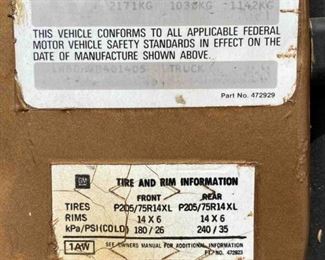 2171KG 1030KG 1142KG
THIS VEHICLE CONFORMS TO ALL APPLICABLE FEDERAL
MOTOR VEHICLE SAFETY STANDARDS IN EFFECT ON THE
DATE OF MANUFACTURE SHOWN ABOVE.
TRUCK
Part No. 472929
GM
TIRE AND RIM INFORMATION
FRONT REAR
TIRES P205/75R14XL P205/75R14XL
RIMS 14 X 6 14 X 6
kPa/PSI(COLD) 180/26 240/35
1AW SEE OWNERS MANUAL FOR ADDITIONAL INFORMATION
PT. NO. 472923